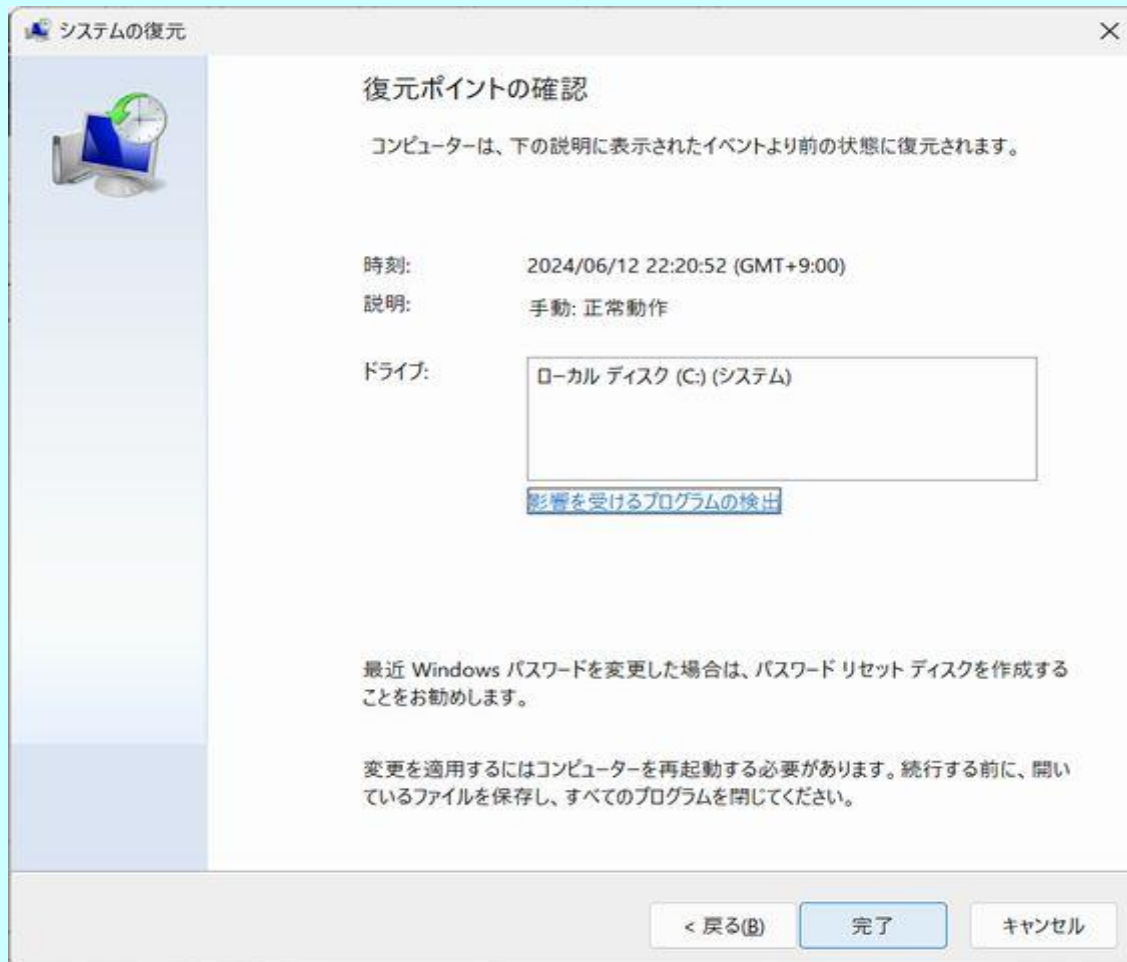 システムの復元
復元ポイントの確認
コンピューターは、下の説明に表示されたイベントより前の状態に復元されます。
時刻: 2024/06/12 22:20:52 (GMT+9:00)
説明: 手動: 正常動作
ドライブ: ローカル ディスク (C:) (システム)
影響を受けるプログラムの検出
最近 Windows パスワードを変更した場合は、パスワード リセット ディスクを作成する
ことをお勧めします。
変更を適用するにはコンピューターを再起動する必要があります。続行する前に、開い
ているファイルを保存し、すべてのプログラムを閉じてください。
< 戻る(B) 完了 キャンセル